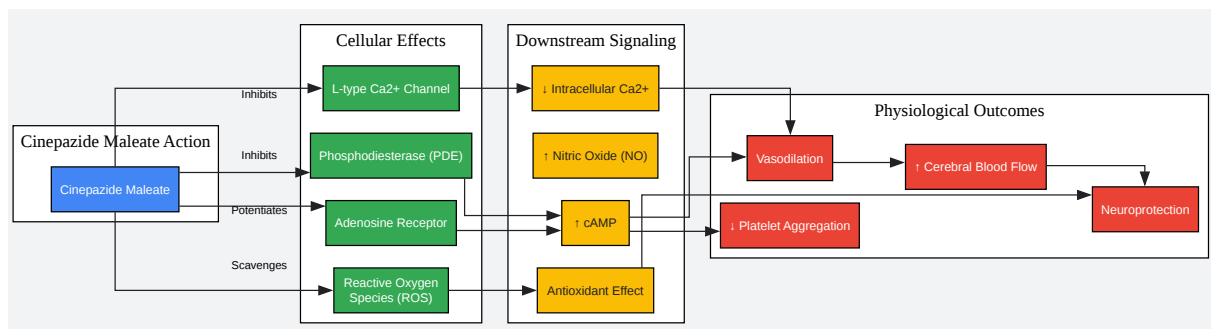 Cinepazide Maleate Action
Cinepazide Maleate
Inhibits
Inhibits
Potentiates
Scavenges
Cellular Effects
L-type Ca2+ Channel
Phosphodiesterase (PDE)
Adenosine Receptor
Reactive Oxygen
Species (ROS)
Downstream Signaling
↓ Intracellular Ca2+
↑ Nitric Oxide (NO)
↑ cAMP
Antioxidant Effect
Physiological Outcomes
Vasodilation
↑ Cerebral Blood Flow
Neuroprotection
↓ Platelet Aggregation